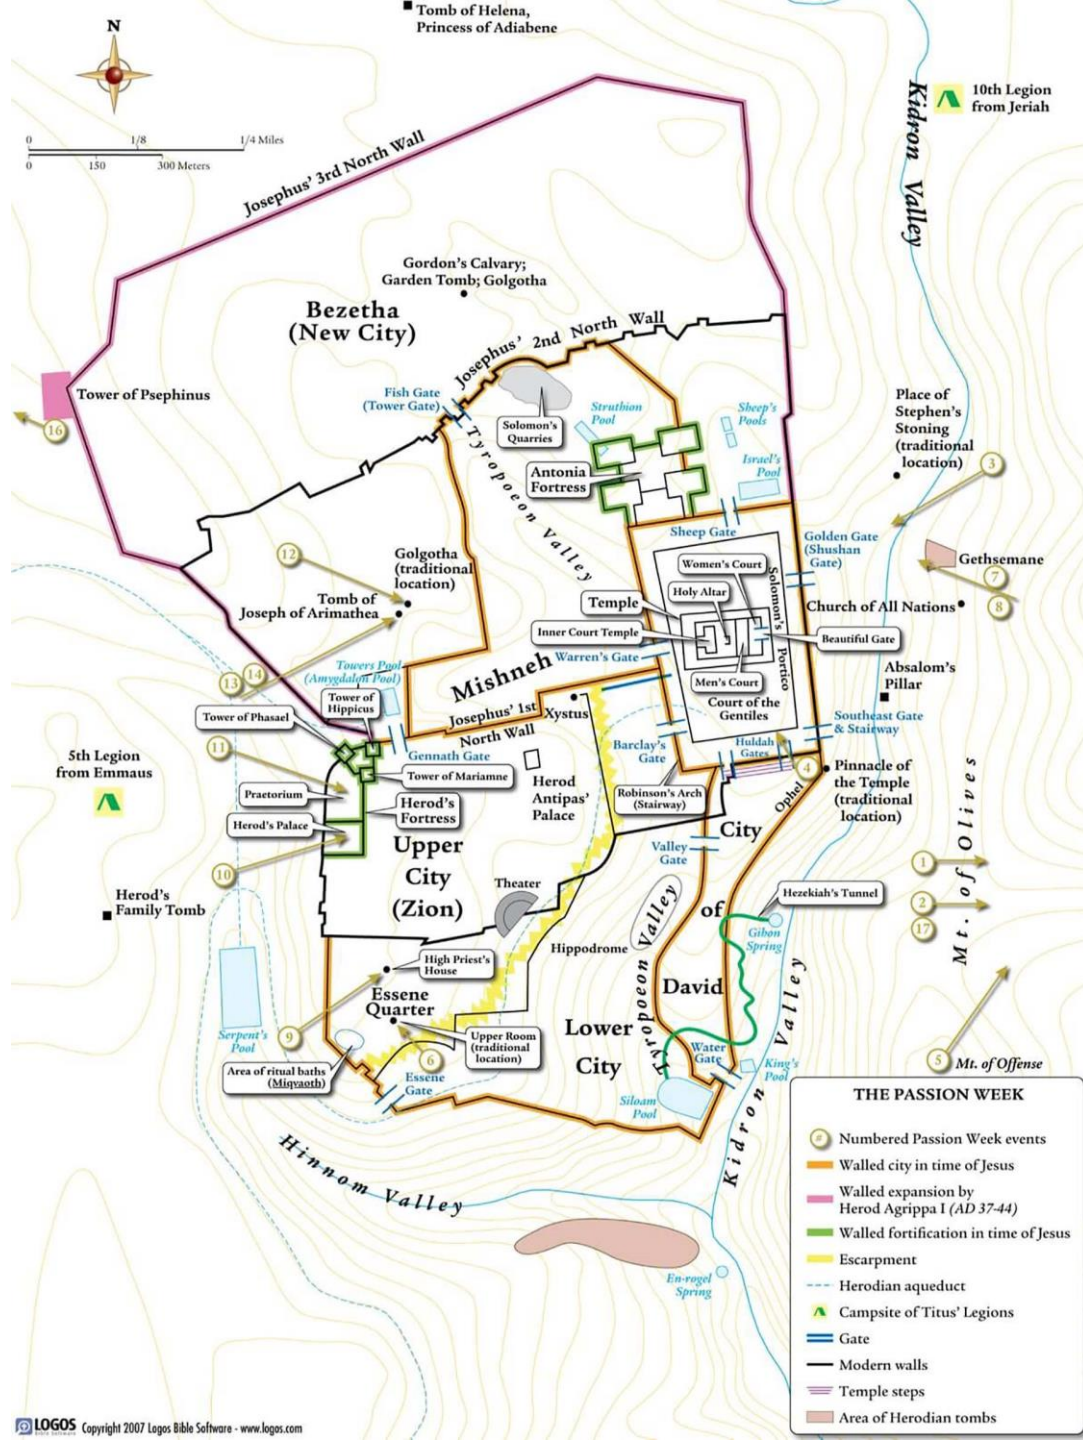 Tomb of Helena,
Princess of Adiabene
N
10th Legion
from Jeriah
Kidron Valley
0 1/8 1/4 Miles
0 150 300 Meters
Josephus' 3rd North Wall
Gordon's Calvary;
Garden Tomb; Golgotha
Bezetha
(New City)
Josephus' 2nd North Wall
Tower of Psephinus
16
Fish Gate
(Tower Gate)
Solomon's
Quarries
Struthion
Pool
Sheep's
Pools
Israel's
Pool
Place of
Stephen's
Stoning
(traditional
location)
3
Tyropoeon Valley
Antonia
Fortress
Sheep Gate
Golden Gate
(Shushan
Gate)
Gethsemane
7
8
Church of All Nations
12
Golgotha
(traditional
location)
Tomb of
Joseph of Arimathea
Women's Court
Holy Altar
Temple
Inner Court Temple
Solomon's Portico
Beautiful Gate
Warren's Gate
Men's Court
Court of the
Gentiles
Absalom's
Pillar
Mishneh
13
14
Towers Pool
(Amygdalon Pool)
Tower of
Hippicus
Tower of Phasael
Josephus' 1st
North Wall
Xystus
Gennath Gate
Barclay's
Gate
Huldah
Gates
Southeast Gate
& Stairway
4
Pinnacle of
the Temple
(traditional
location)
5th Legion
from Emmaus
11
Tower of Mariamne
Praetorium
Herod's
Fortress
Herod's Palace
Herod
Antipas'
Palace
Robinson's Arch
(Stairway)
Ophel
City
of
David
Valley
Gate
10
Upper
City
(Zion)
Theater
Hezekiah's Tunnel
Gihon
Spring
1
2
17
Mt. of Olives
Herod's
Family Tomb
Hippodrome
Tyropoeon Valley
High Priest's
House
Essene
Quarter
Serpent's
Pool
9
6
Upper Room
(traditional
location)
Area of ritual baths
(Miqvaoth)
Essene
Gate
Lower
City
Water
Gate
King's
Pool
Siloam
Pool
Kidron Valley
5
Mt. of Offense
Hinnom Valley
En-rogel
Spring
THE PASSION WEEK
# Numbered Passion Week events
Walled city in time of Jesus
Walled expansion by
Herod Agrippa I (AD 37-44)
Walled fortification in time of Jesus
Escarpment
Herodian aqueduct
Campsite of Titus' Legions
Gate
Modern walls
Temple steps
Area of Herodian tombs
LOGOS
Bible Software
Copyright 2007 Logos Bible Software - www.logos.com